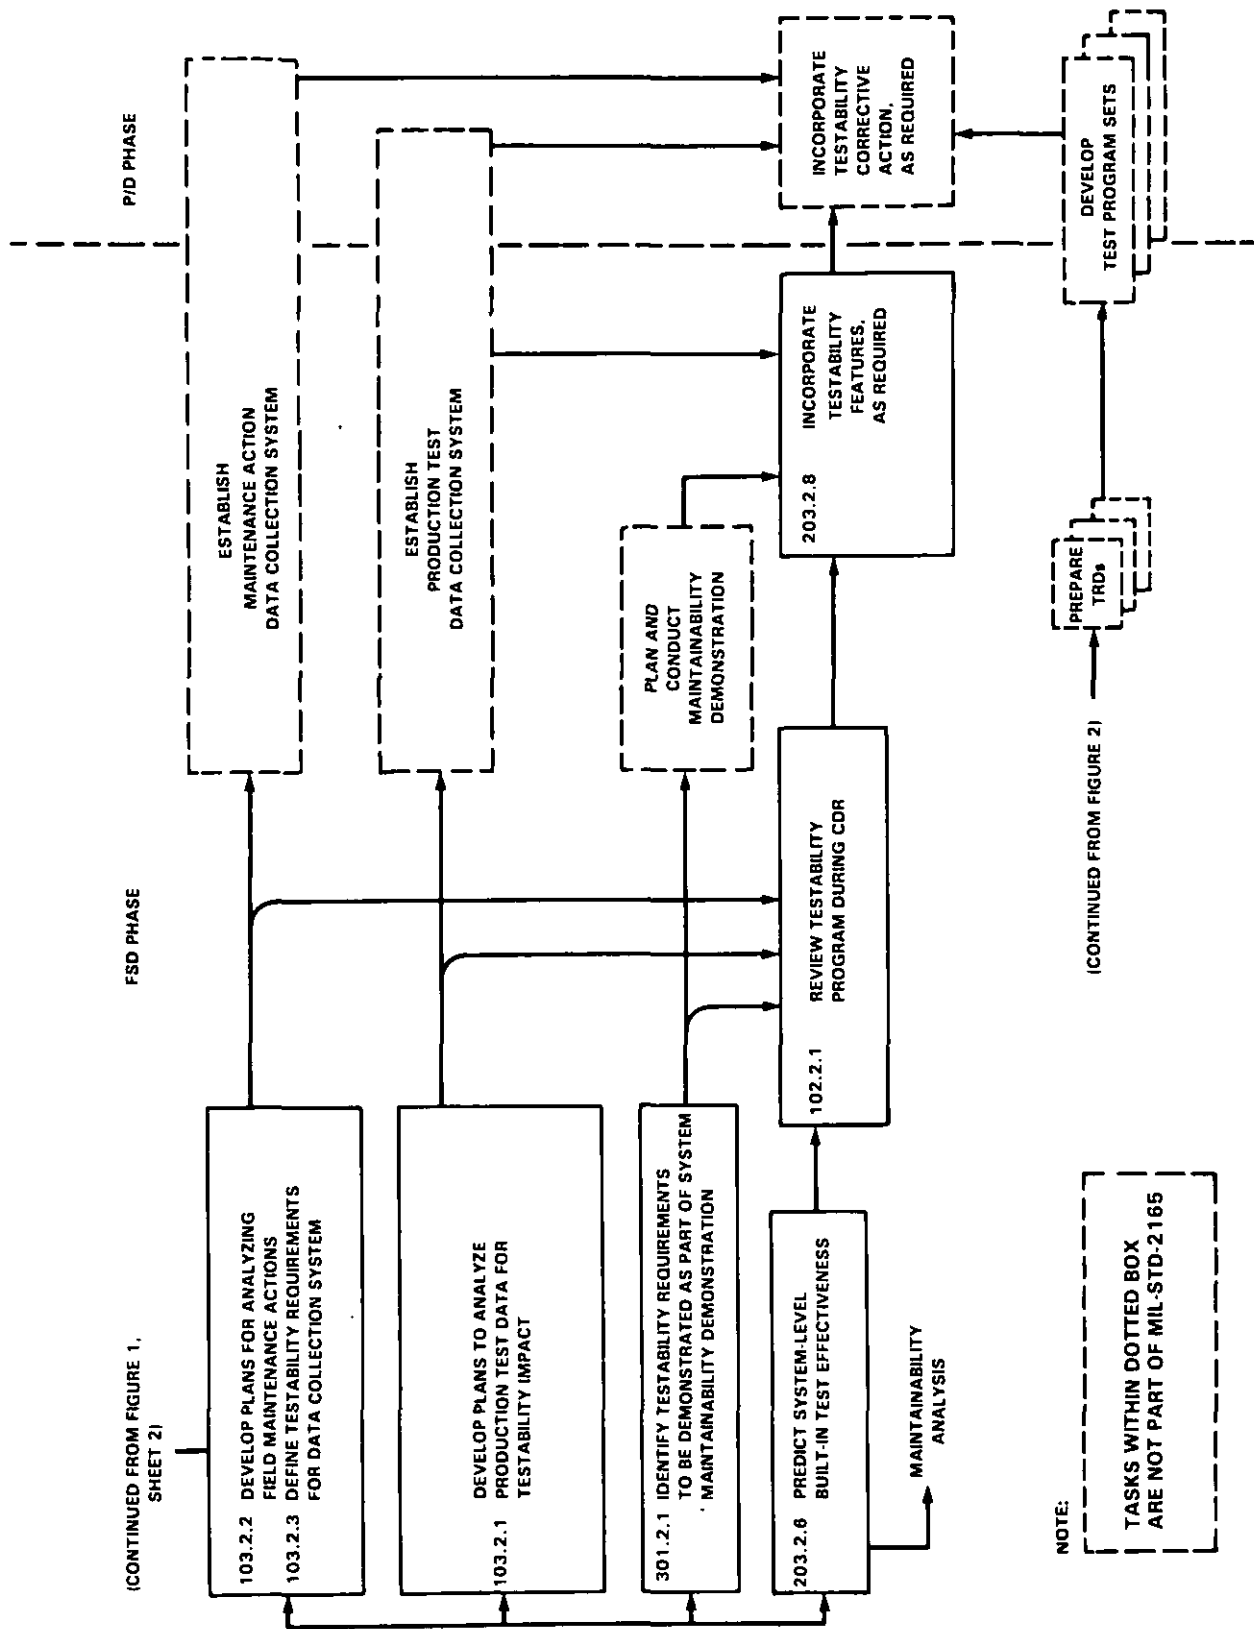 (CONTINUED FROM FIGURE 1,
SHEET 2)
FSD PHASE
P/D PHASE
103.2.2 DEVELOP PLANS FOR ANALYZING
FIELD MAINTENANCE ACTIONS
103.2.3 DEFINE TESTABILITY REQUIREMENTS
FOR DATA COLLECTION SYSTEM
ESTABLISH
MAINTENANCE ACTION
DATA COLLECTION SYSTEM
103.2.1 DEVELOP PLANS TO ANALYZE
PRODUCTION TEST DATA FOR
TESTABILITY IMPACT
ESTABLISH
PRODUCTION TEST
DATA COLLECTION SYSTEM
301.2.1 IDENTIFY TESTABILITY REQUIREMENTS
TO BE DEMONSTRATED AS PART OF SYSTEM
MAINTAINABILITY DEMONSTRATION
PLAN AND
CONDUCT
MAINTAINABILITY
DEMONSTRATION
203.2.6 PREDICT SYSTEM-LEVEL
BUILT-IN TEST EFFECTIVENESS
102.2.1 REVIEW TESTABILITY
PROGRAM DURING CDR
203.2.8 INCORPORATE
TESTABILITY
FEATURES,
AS REQUIRED
INCORPORATE
TESTABILITY
CORRECTIVE
ACTION,
AS REQUIRED
MAINTAINABILITY
ANALYSIS
(CONTINUED FROM FIGURE 2)
PREPARE
TRDs
DEVELOP
TEST PROGRAM SETS
NOTE:
TASKS WITHIN DOTTED BOX
ARE NOT PART OF MIL-STD-2165